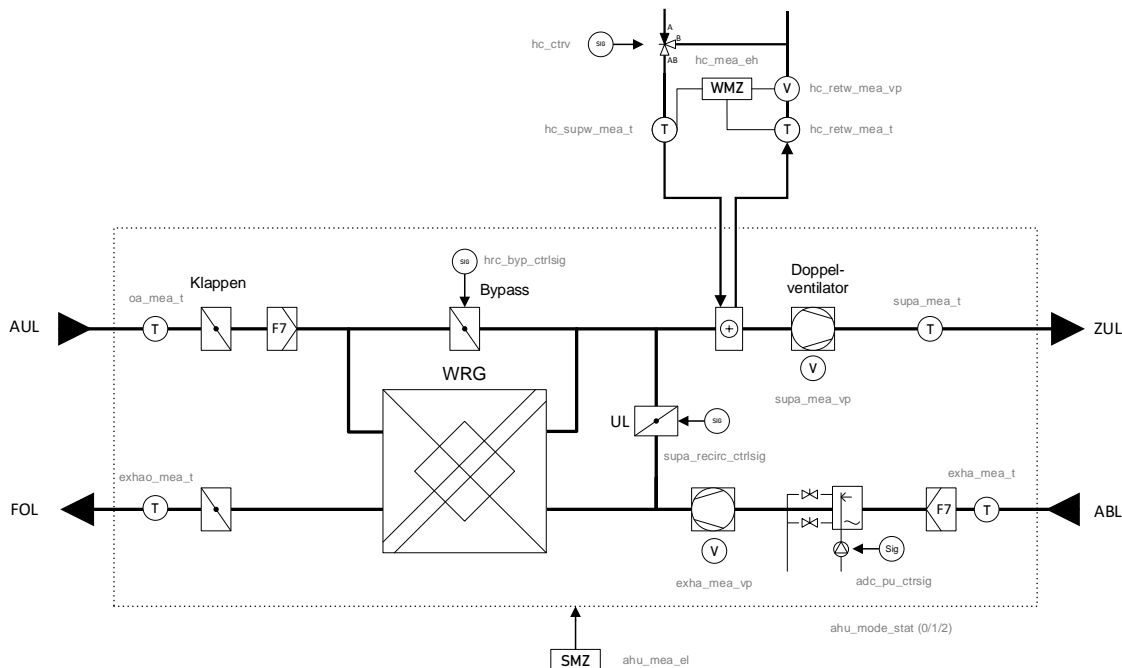 A
hc_ctrv
SIG
B
AB
hc_mea_eh
WMZ
V
hc_retw_mea_vp
hc_supw_mea_t
T
T
hc_retw_mea_t
SIG
hrc_byp_ctrlsig
Klappen
Bypass
Doppel-
ventilator
oa_mea_t
supa_mea_t
AUL
T
F7
T
ZUL
V
WRG
supa_mea_vp
UL
SIG
supa_recirc_ctrlsig
exhao_mea_t
exha_mea_t
FOL
T
F7
T
ABL
V
Sig
exha_mea_vp
adc_pu_ctrsig
ahu_mode_stat (0/1/2)
SMZ
ahu_mea_el